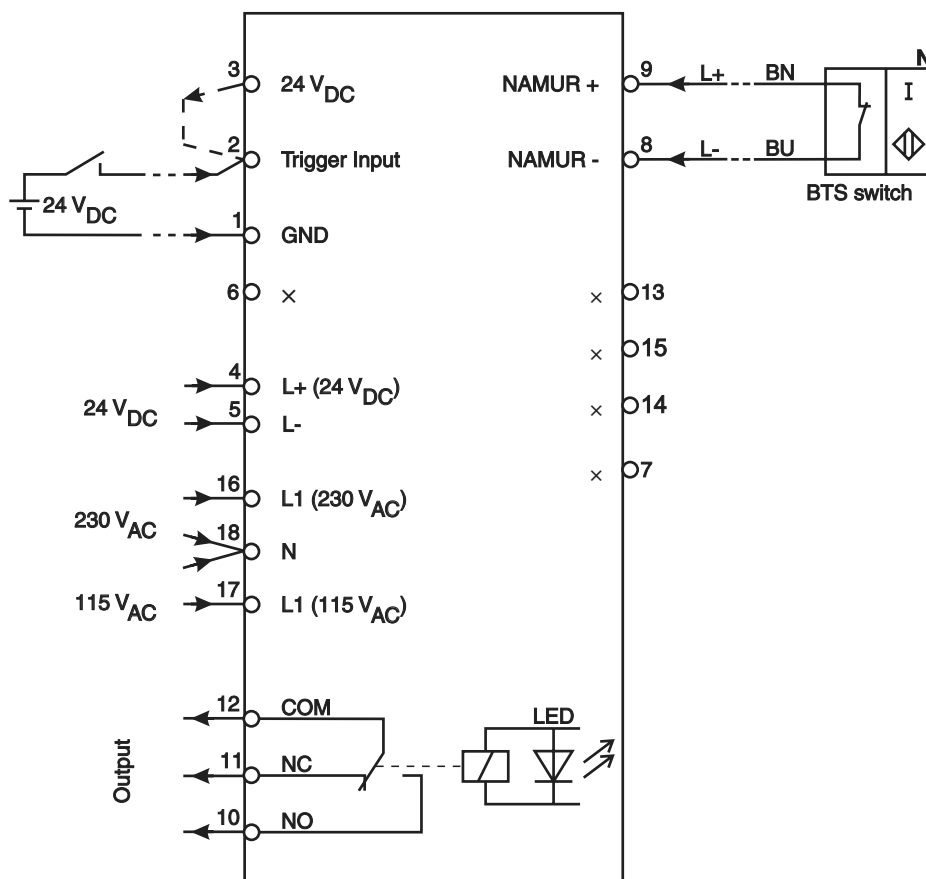 N
3
24 VDC
NAMUR +
9
L+
BN
I
2
Trigger Input
NAMUR -
8
L-
BU
BTS switch
24 VDC
1
GND
6
×
×
13
×
15
4
L+ (24 VDC)
×
14
24 VDC
5
L-
×
7
16
L1 (230 VAC)
230 VAC
18
N
115 VAC
17
L1 (115 VAC)
12
COM
LED
Output
11
NC
10
NO